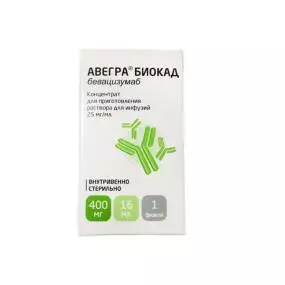 АВЕГРА® БИОКАД
бевацизумаб
Концентрат
для приготовления
раствора для инфузий
25 мг/мл
ВНУТРИВЕННО
СТЕРИЛЬНО
400 16 1
МГ МЛ флакон